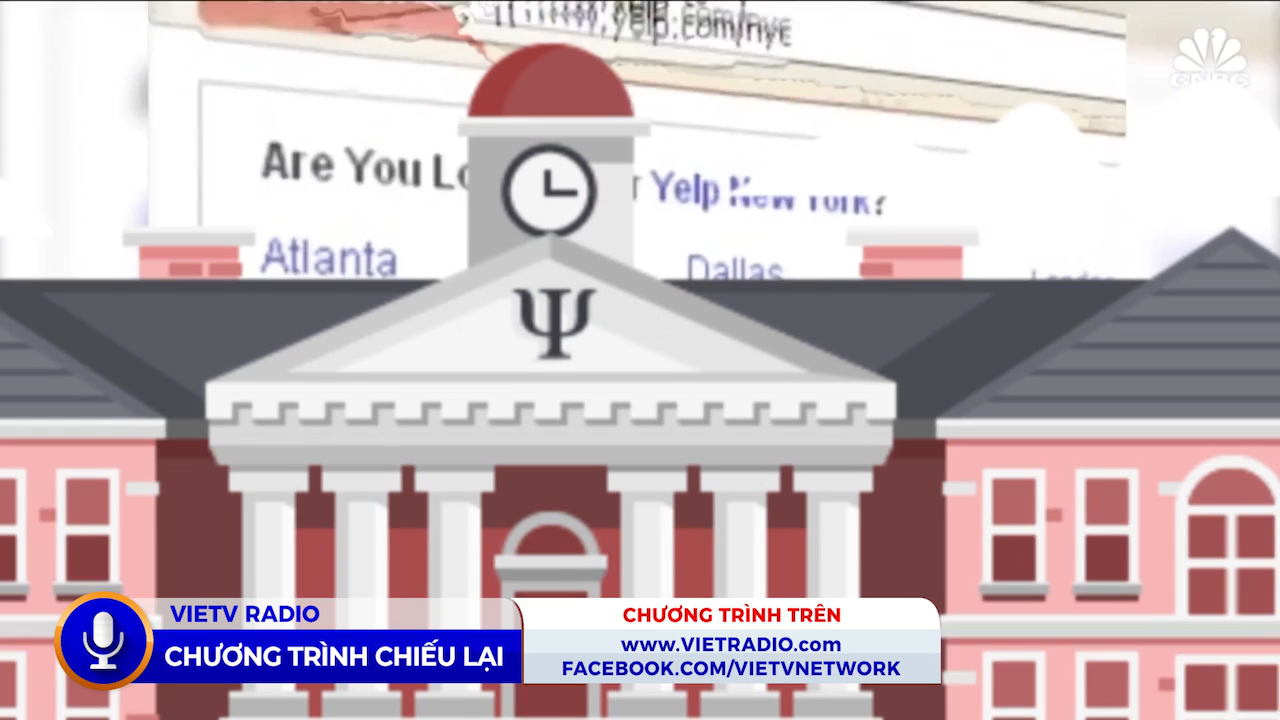 yelp.com/nyc
CNBC
Are You Lo r Yelp New York?
Atlanta
Dallas
Ψ
VIETV RADIO
CHƯƠNG TRÌNH CHIẾU LẠI
CHƯƠNG TRÌNH TRÊN
www.VIETRADIO.com
FACEBOOK.COM/VIETVNETWORK